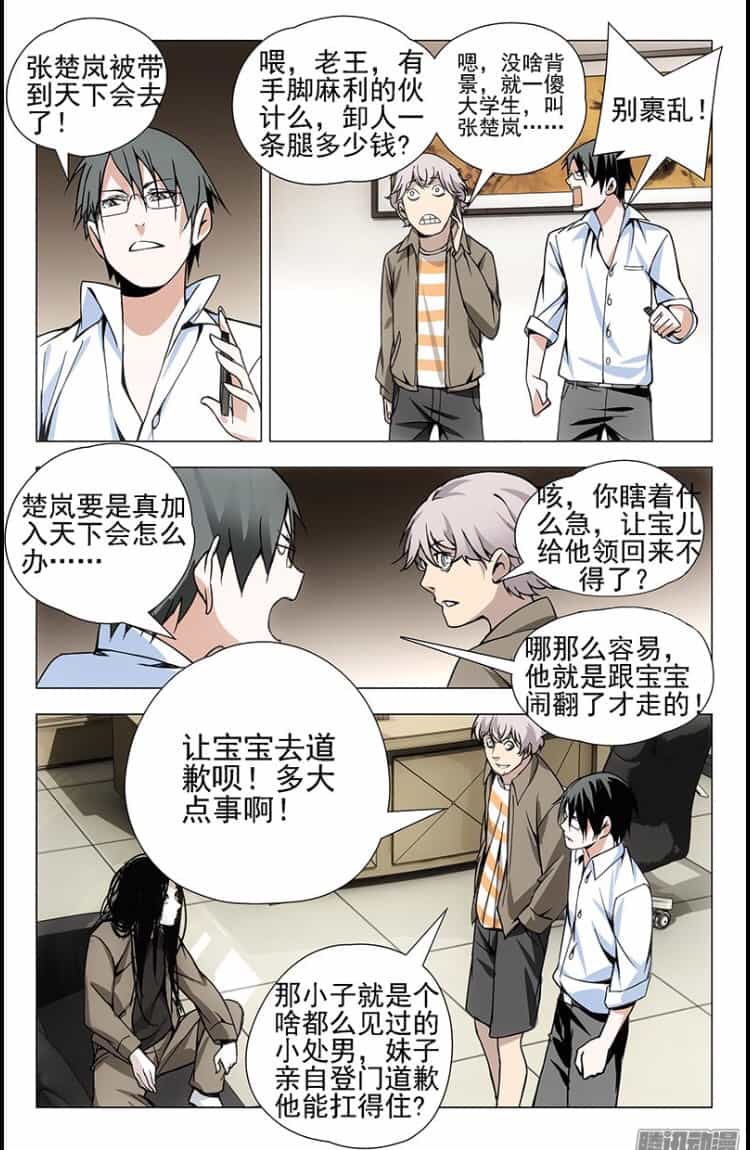 张楚岚被带
到天下会去
了！
喂，老王，有
手脚麻利的伙
计么，卸人一
条腿多少钱？
嗯，没啥背
景，就一傻
大学生，叫
张楚岚……
别裹乱！
楚岚要是真加
入天下会怎么
办……
咳，你瞎着什
么急，让宝儿
给他领回来不
得了？
哪那么容易，
他就是跟宝宝
闹翻了才走的！
让宝宝去道
歉呗！多大
点事啊！
那小子就是个
啥都么见过的
小处男，妹子
亲自登门道歉
他能扛得住？
腾讯动漫